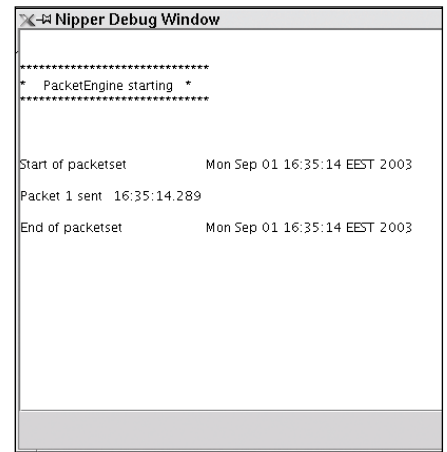 Nipper Debug Window
******************************
* PacketEngine starting *
******************************
Start of packetset Mon Sep 01 16:35:14 EEST 2003
Packet 1 sent 16:35:14.289
End of packetset Mon Sep 01 16:35:14 EEST 2003